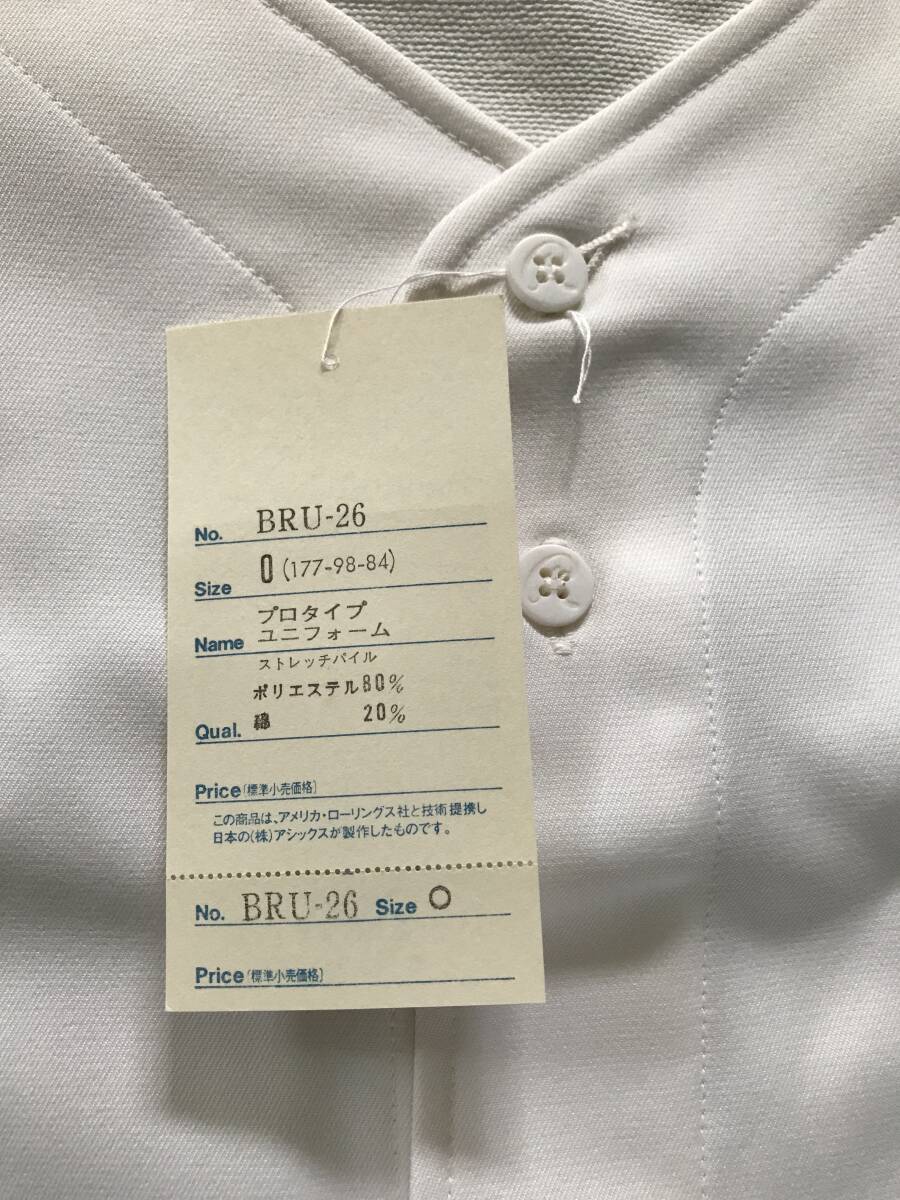 No. BRU-26
Size 0 (177-98-84)
プロタイプ
Name ユニフォーム
ストレッチパイル
ポリエステル80%
Qual. 綿 20%
Price〔標準小売価格〕
この商品は、アメリカ・ローリングス社と技術提携し
日本の(株)アシックスが製作したものです。
No. BRU-26 Size O
Price〔標準小売価格〕